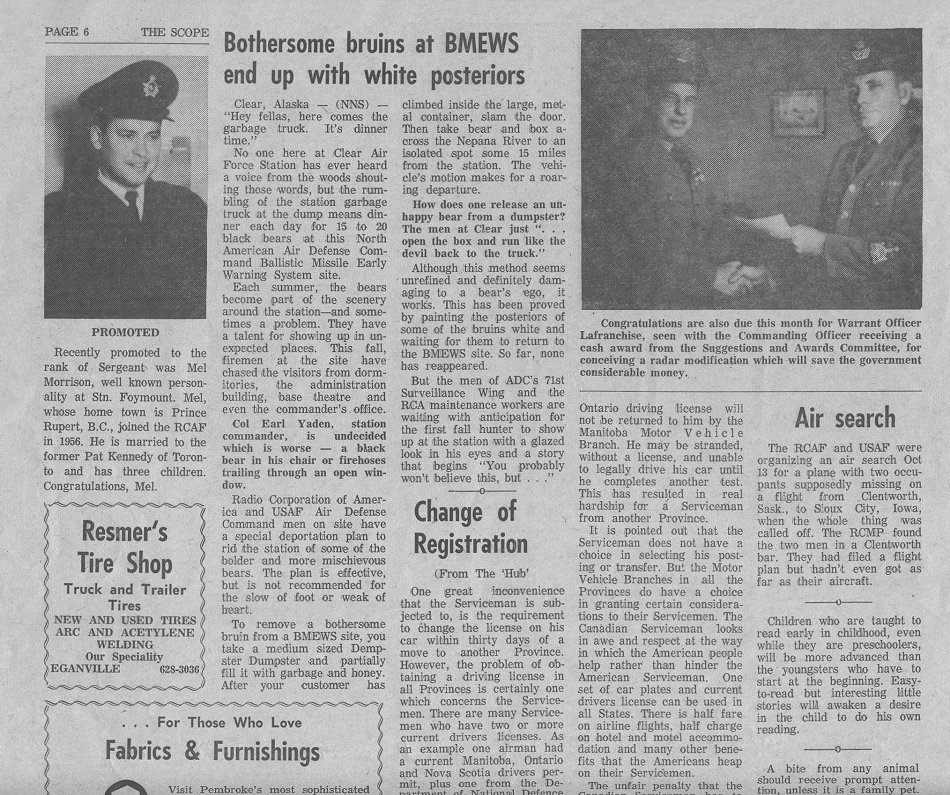 PAGE 6 THE SCOPE
PROMOTED
Recently promoted to the
rank of Sergeant was Mel
Morrison, well known person-
ality at Stn. Foymount. Mel,
whose home town is Prince
Rupert, B.C., joined the RCAF
in 1956. He is married to the
former Pat Kennedy of Toron-
to and has three children.
Congratulations, Mel.
Resmer's
Tire Shop
Truck and Trailer
Tires
NEW AND USED TIRES
ARC AND ACETYLENE
WELDING
Our Speciality
EGANVILLE 628-3036
. . . For Those Who Love
Fabrics & Furnishings
Visit Pembroke's most sophisticated
Bothersome bruins at BMEWS
end up with white posteriors
Clear, Alaska — (NNS) —
"Hey fellas, here comes the
garbage truck. It's dinner
time."
No one here at Clear Air
Force Station has ever heard
a voice from the woods shout-
ing those words, but the rum-
bling of the station garbage
truck at the dump means din-
ner each day for 15 to 20
black bears at this North
American Air Defense Com-
mand Ballistic Missile Early
Warning System site.
Each summer, the bears
become part of the scenery
around the station—and some-
times a problem. They have
a talent for showing up in un-
expected places. This fall,
firemen at the site have
chased the visitors from dorm-
itories, the administration
building, base theatre and
even the commander's office.
Col Earl Yaden, station
commander, is undecided
which is worse — a black
bear in his chair or firehoses
trailing through an open win-
dow.
Radio Corporation of Amer-
ica and USAF Air Defense
Command men on site have
a special deportation plan to
rid the station of some of the
bolder and more mischievous
bears. The plan is effective,
but is not recommended for
the slow of foot or weak of
heart.
To remove a bothersome
bruin from a BMEWS site, you
take a medium sized Demp-
ster Dumpster and partially
fill it with garbage and honey.
After your customer has
climbed inside the large, met-
al container, slam the door.
Then take bear and box a-
cross the Nepana River to an
isolated spot some 15 miles
from the station. The vehi-
cle's motion makes for a roar-
ing departure.
How does one release an un-
happy bear from a dumpster?
The men at Clear just ". . .
open the box and run like the
devil back to the truck."
Although this method seems
unrefined and definitely dam-
aging to a bear's ego, it
works. This has been proved
by painting the posteriors of
some of the bruins white and
waiting for them to return to
the BMEWS site. So far, none
has reappeared.
But the men of ADC's 71st
Surveillance Wing and the
RCA maintenance workers are
waiting with anticipation for
the first fall hunter to show
up at the station with a glazed
look in his eyes and a story
that begins "You probably
won't believe this, but . . ."
Change of
Registration
(From The 'Hub'
One great inconvenience
that the Serviceman is sub-
jected to, is the requirement
to change the license on his
car within thirty days of a
move to another Province.
However, the problem of ob-
taining a driving license in
all Provinces is certainly one
which concerns the Service-
men. There are many Service-
men who have two or more
current drivers licenses. As
an example one airman had
a current Manitoba, Ontario
and Nova Scotia drivers per-
mit, plus one from the De-
partment of National Defence
Congratulations are also due this month for Warrant Officer
Lafranchise, seen with the Commanding Officer receiving a
cash award from the Suggestions and Awards Committee, for
conceiving a radar modification which will save the government
considerable money.
Ontario driving license will
not be returned to him by the
Manitoba Motor Vehicle
Branch. He may be stranded,
without a license, and unable
to legally drive his car until
he completes another test.
This has resulted in real
hardship for a Serviceman
from another Province.
It is pointed out that the
Serviceman does not have a
choice in selecting his post-
ing or transfer. But the Motor
Vehicle Branches in all the
Provinces do have a choice
in granting certain considera-
tions to their Servicemen. The
Canadian Serviceman looks
in awe and respect at the way
in which the American people
help rather than hinder the
American Serviceman. One
set of car plates and current
drivers license can be used in
all States. There is half fare
on airline flights, half charge
on hotel and motel accommo-
dation and many other bene-
fits that the Americans heap
on their Servicemen.
The unfair penalty that the
Canadian Serviceman has to
Air search
The RCAF and USAF were
organizing an air search Oct
13 for a plane with two occu-
pants supposedly missing on
a flight from Clentworth,
Sask., to Sioux City, Iowa,
when the whole thing was
called off. The RCMP found
the two men in a Clentworth
bar. They had filed a flight
plan but hadn't even got as
far as their aircraft.
Children who are taught to
read early in childhood, even
while they are preschoolers,
will be more advanced than
the youngsters who have to
start at the beginning. Easy-
to-read but interesting little
stories will awaken a desire
in the child to do his own
reading.
A bite from any animal
should receive prompt atten-
tion, unless it is a family pet.